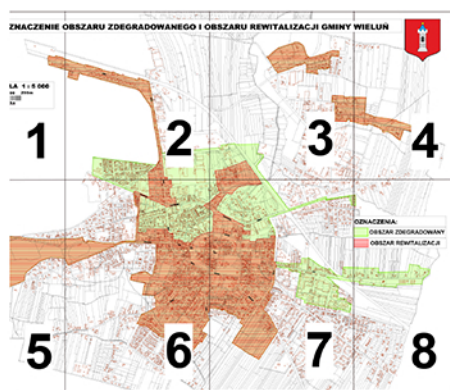 ZNACZENIE OBSZARU ZDEGRADOWANEGO I OBSZARU REWITALIZACJI GMINY WIELUŃ
LA 1 : 5 000
1
2
3
4
OZNACZENIA:
OBSZAR ZDEGRADOWANY
OBSZAR REWITALIZACJI
5
6
7
8